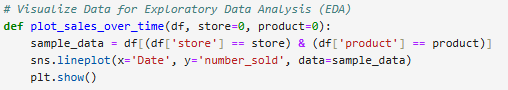 # Visualize Data for Exploratory Data Analysis (EDA)
def plot_sales_over_time(df, store=0, product=0):
    sample_data = df[(df['store'] == store) & (df['product'] == product)]
    sns.lineplot(x='Date', y='number_sold', data=sample_data)
    plt.show()